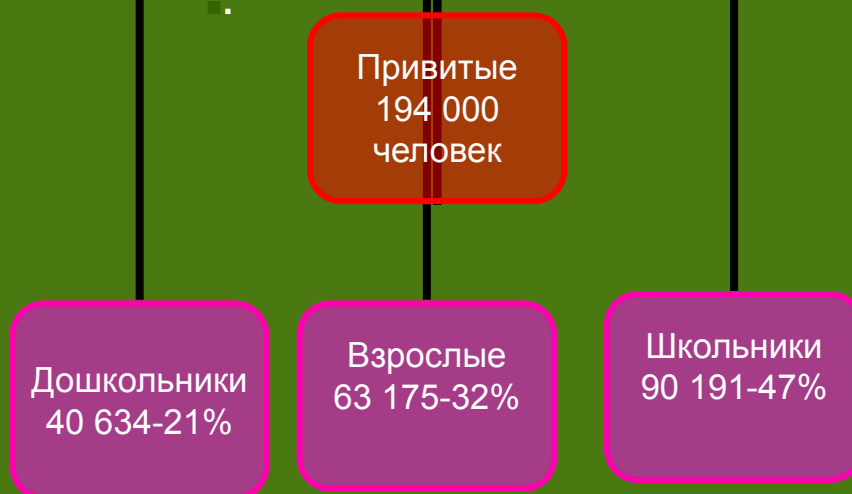 .
Привитые
194 000
человек
Дошкольники
40 634-21%
Взрослые
63 175-32%
Школьники
90 191-47%